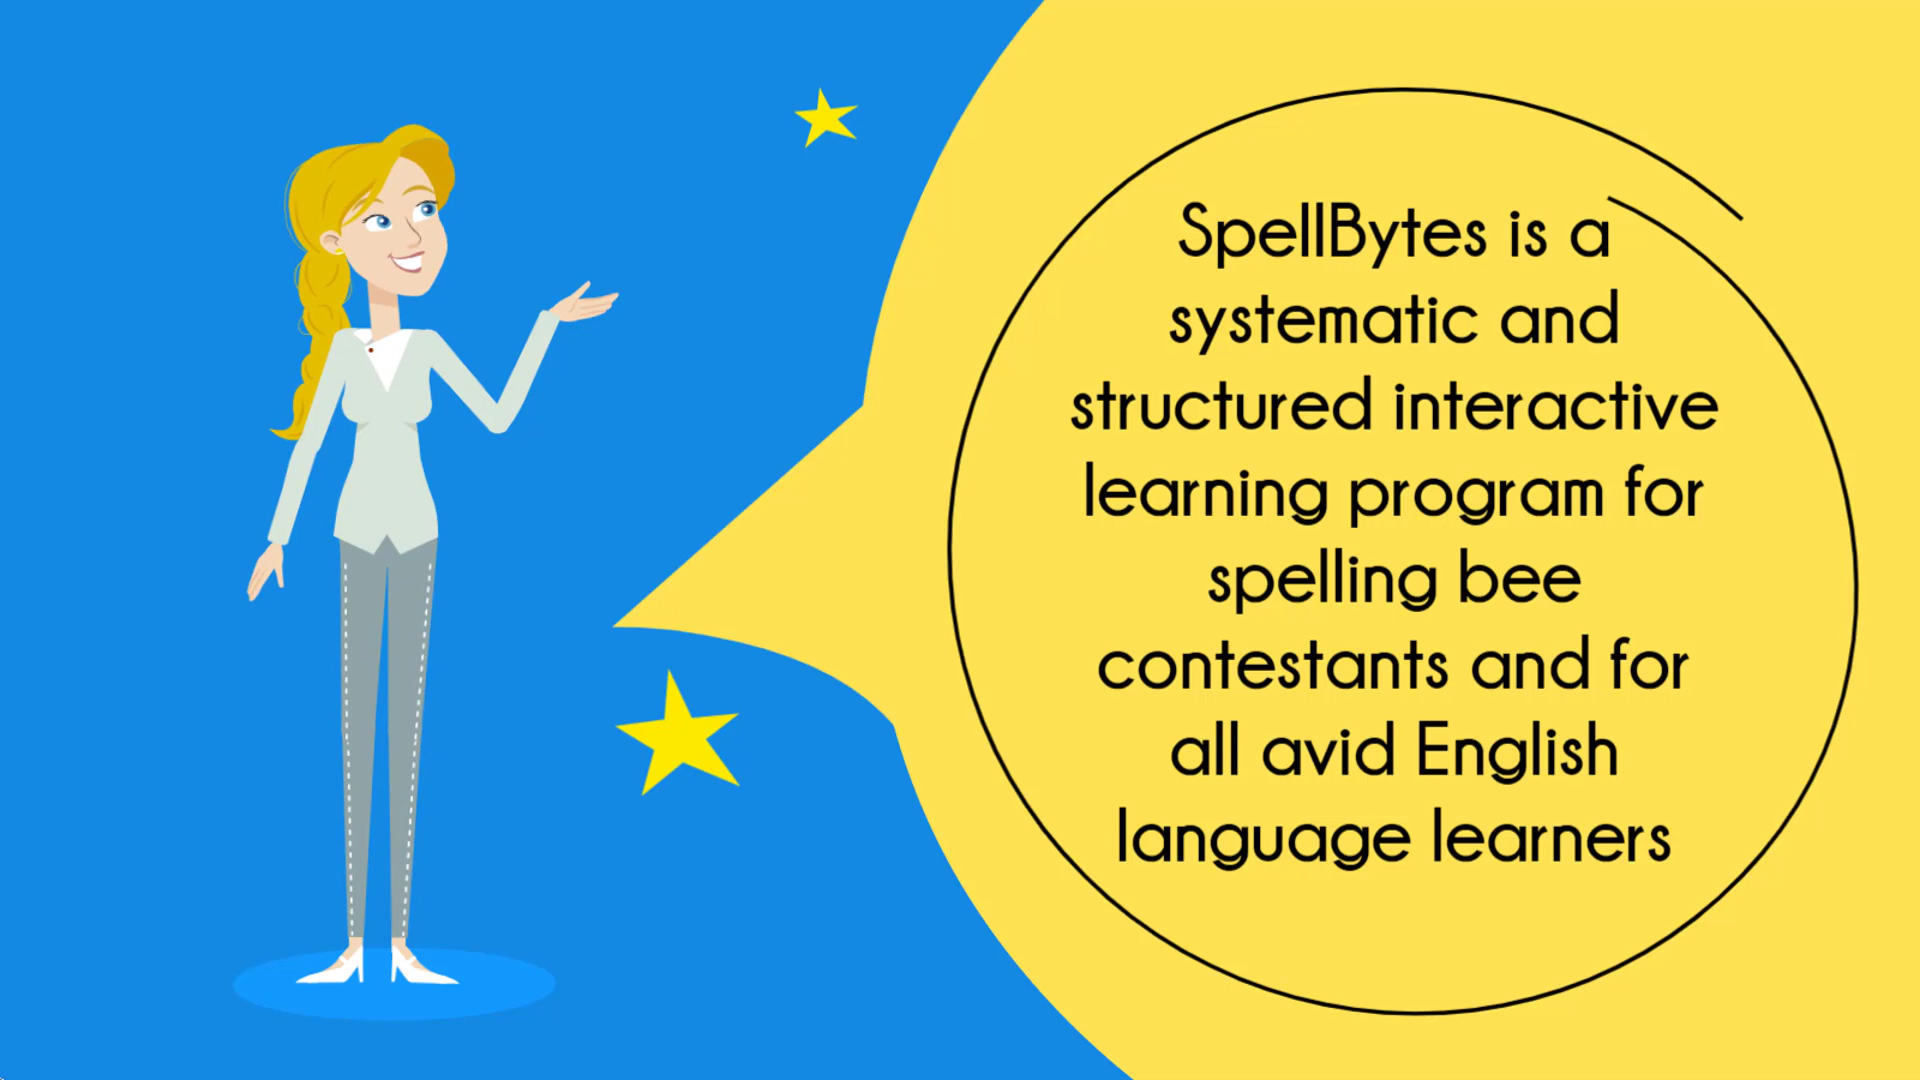 SpellBytes is a
systematic and
structured interactive
learning program for
spelling bee
contestants and for
all avid English
language learners